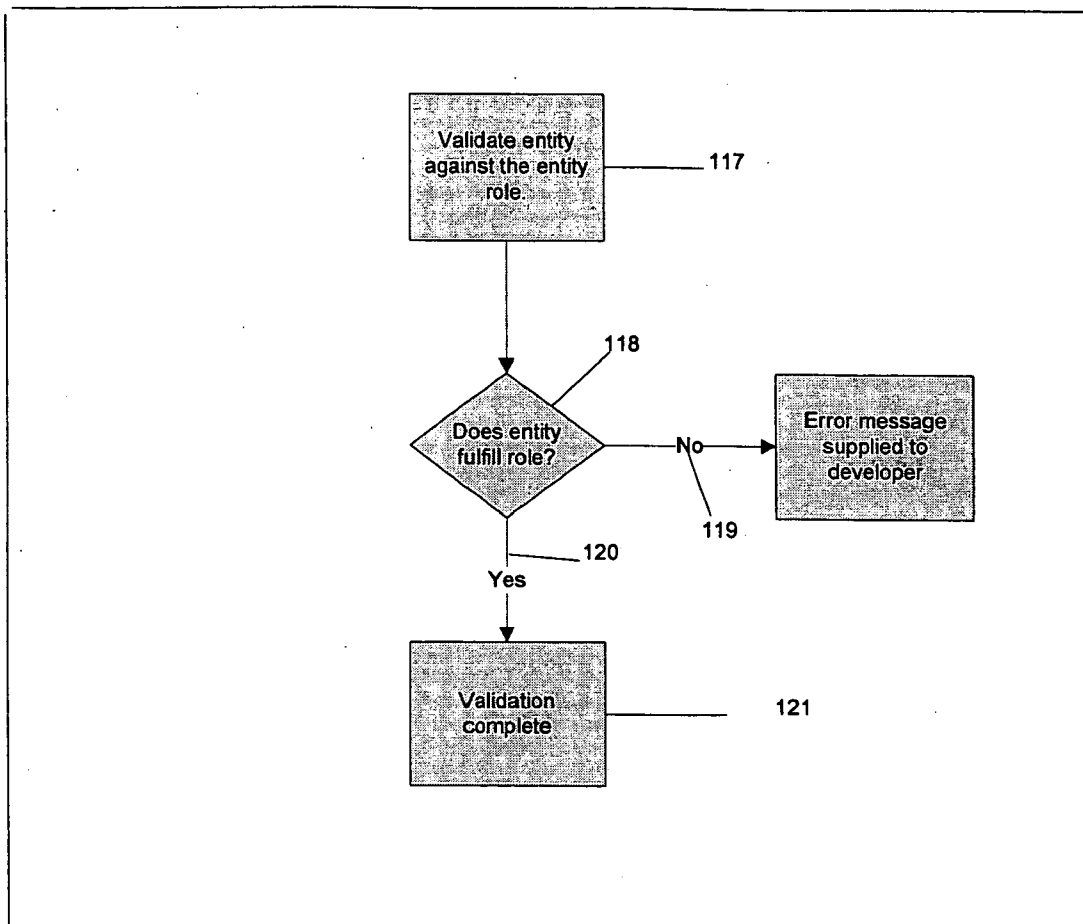 Validate entity
against the entity
role.
117
118
Does entity
fulfill role?
No
119
Error message
supplied to
developer
120
Yes
Validation
complete
121